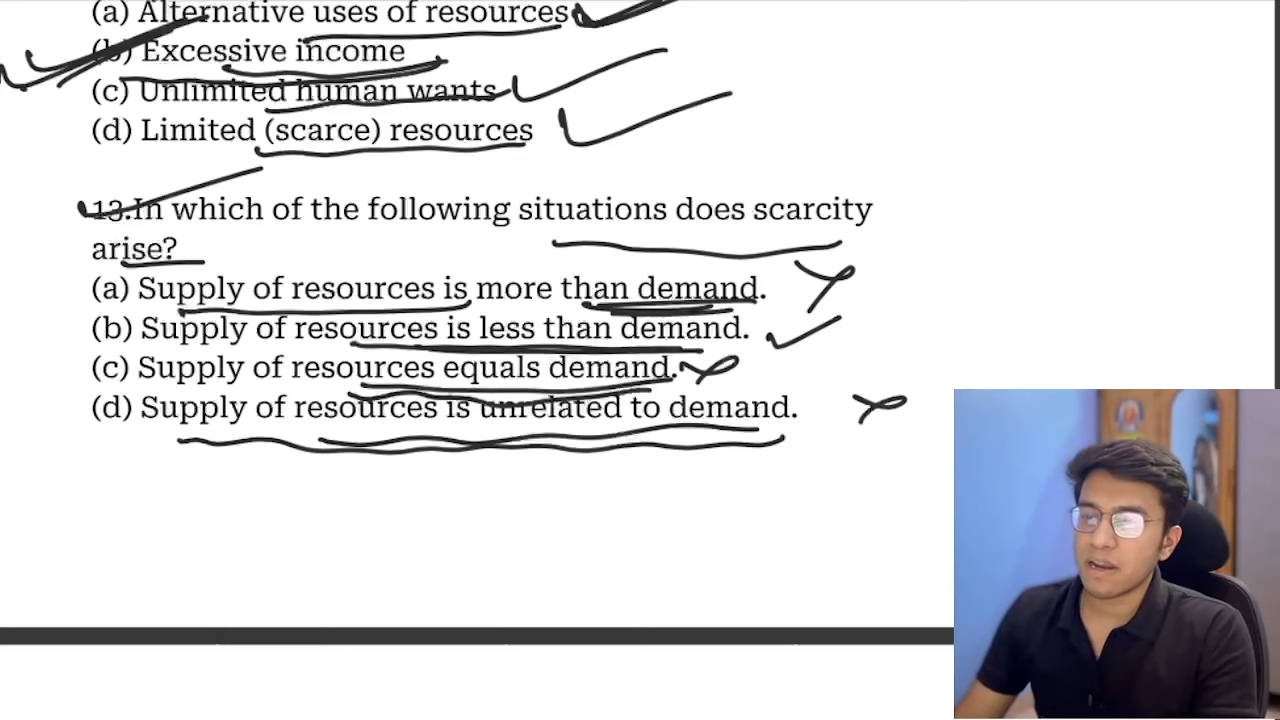 (a) Alternative uses of resources
(b) Excessive income
(c) Unlimited human wants
(d) Limited (scarce) resources
13.In which of the following situations does scarcity
arise?
(a) Supply of resources is more than demand.
(b) Supply of resources is less than demand.
(c) Supply of resources equals demand.
(d) Supply of resources is unrelated to demand.